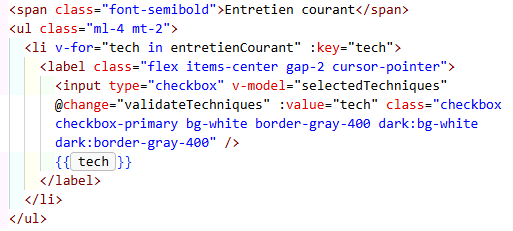 <span class="font-semibold">Entretien courant</span>
<ul class="ml-4 mt-2">
<li v-for="tech in entretienCourant" :key="tech">
<label class="flex items-center gap-2 cursor-pointer">
<input type="checkbox" v-model="selectedTechniques"
@change="validateTechniques" :value="tech" class="checkbox
checkbox-primary bg-white border-gray-400 dark:bg-white
dark:border-gray-400" />
{{ tech }}
</label>
</li>
</ul>